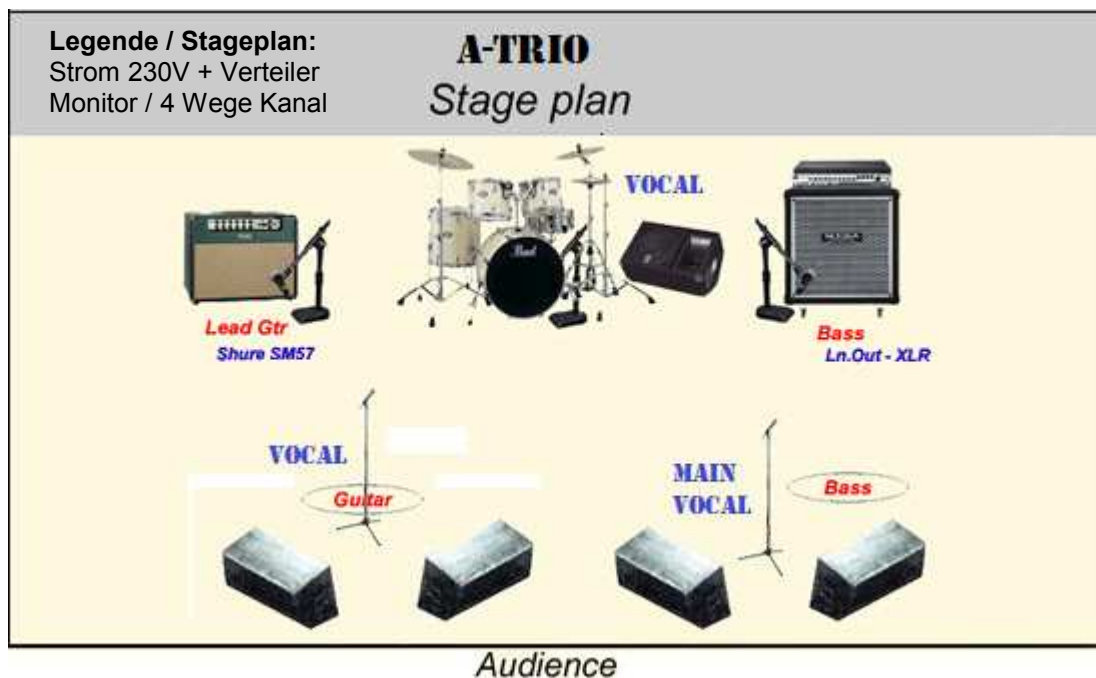 Legende / Stageplan:
Strom 230V + Verteiler
Monitor / 4 Wege Kanal
A-TRIO
Stage plan
VOCAL
Pearl
Lead Gtr
Shure SM57
Bass
Ln.Out - XLR
VOCAL
Guitar
MAIN
VOCAL
Bass
Audience